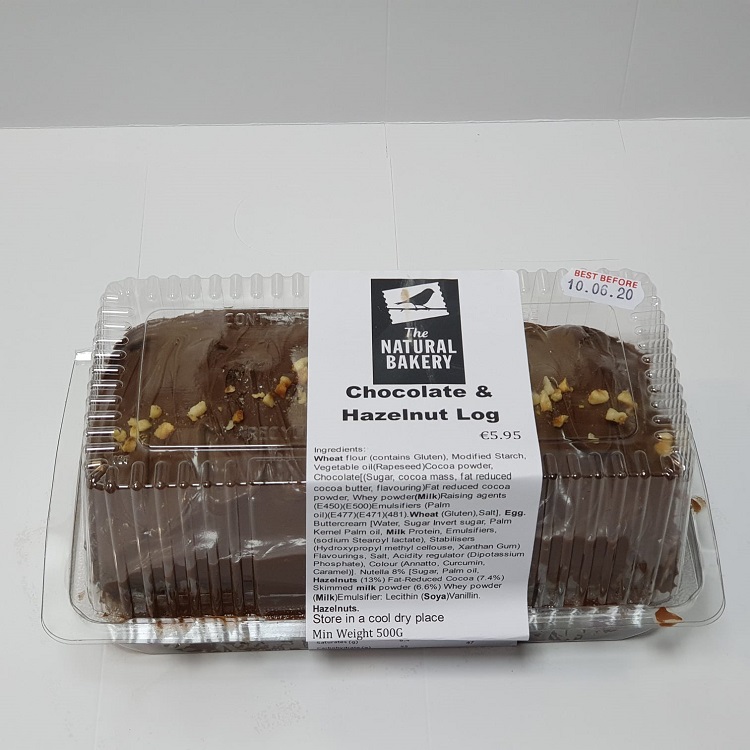 BEST BEFORE
10.06.20
The
NATURAL
BAKERY
Chocolate &
Hazelnut Log
€5.95
Ingredients:
Wheat flour (contains Gluten), Modified Starch,
Vegetable oil(Rapeseed)Cocoa powder,
Chocolate[(Sugar, cocoa mass, fat reduced
cocoa butter, flavouring)Fat reduced cocoa
powder, Whey powder(Milk)Raising agents
(E450)(E500)Emulsifiers (Palm
oil)(E477)(E471)(481).Wheat (Gluten),Salt], Egg.
Buttercream [Water, Sugar Invert sugar, Palm
Kernel Palm oil, Milk Protein, Emulsifiers,
(sodium Stearoyl lactate), Stabilisers
(Hydroxypropyl methyl cellouse, Xanthan Gum)
Flavourings, Salt, Acidity regulator (Dipotassium
Phosphate), Colour (Annatto, Curcumin,
Caramel)]. Nutella 8% [Sugar, Palm oil,
Hazelnuts (13%) Fat-Reduced Cocoa (7.4%)
Skimmed milk powder (6.6%) Whey powder
(Milk)Emulsifier: Lecithin (Soya)Vanillin.
Hazelnuts.
Store in a cool dry place
Min Weight 500G